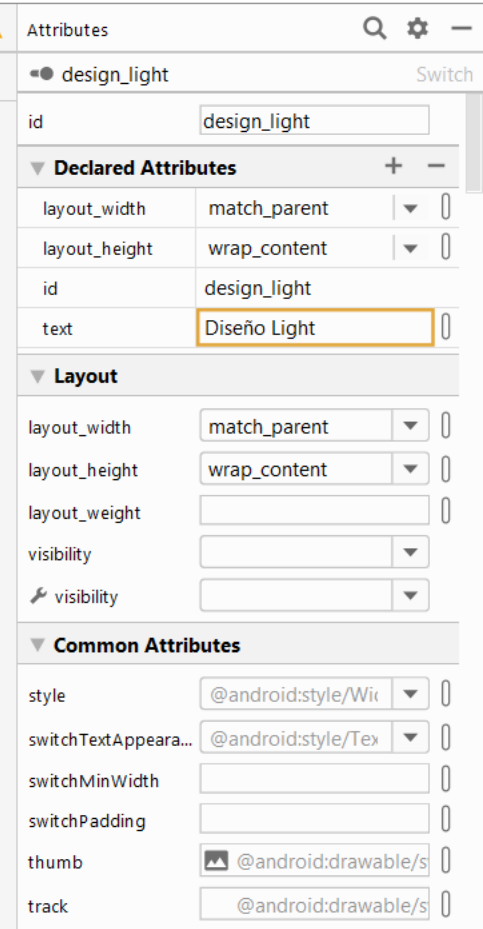 Attributes
design_light Switch
id design_light
Declared Attributes
layout_width match_parent
layout_height wrap_content
id design_light
text Diseño Light
Layout
layout_width match_parent
layout_height wrap_content
layout_weight
visibility
visibility
Common Attributes
style @android:style/Wi
switchTextAppeara... @android:style/Tex
switchMinWidth
switchPadding
thumb @android:drawable/s
track @android:drawable/s